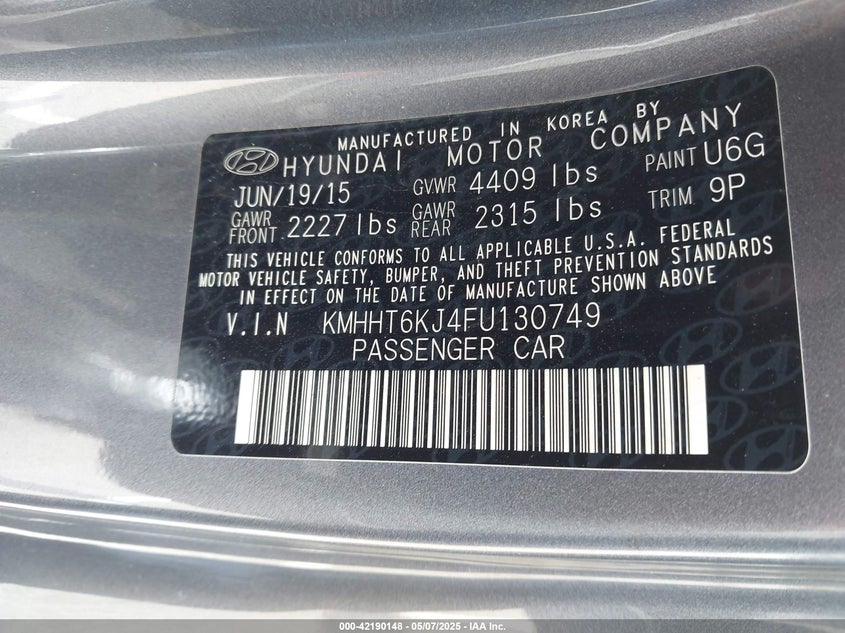 MANUFACTURED IN KOREA BY
HYUNDAI MOTOR COMPANY
JUN/19/15 GVWR 4409 lbs PAINT U6G
GAWR FRONT 2227 lbs GAWR REAR 2315 lbs TRIM 9P
THIS VEHICLE CONFORMS TO ALL APPLICABLE U.S.A. FEDERAL
MOTOR VEHICLE SAFETY, BUMPER, AND THEFT PREVENTION STANDARDS
IN EFFECT ON THE DATE OF MANUFACTURE SHOWN ABOVE
V.I.N KMHHT6KJ4FU130749
PASSENGER CAR
000-42190148 - 05/07/2025 - IAA Inc.